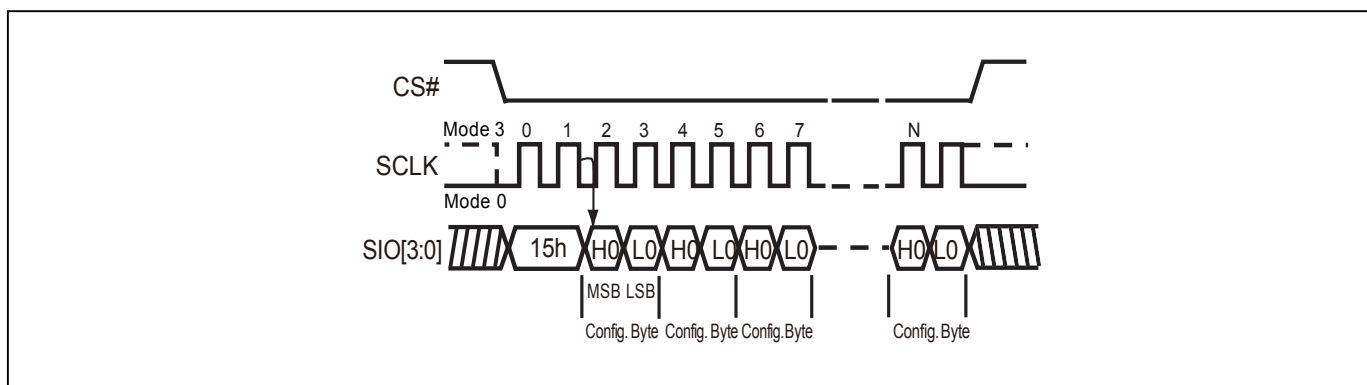 CS#
Mode 3 0 1 2 3 4 5 6 7 N
SCLK
Mode 0
SIO[3:0] 15h H0 L0 H0 L0 H0 L0 H0 L0
MSB LSB
Config. Byte Config. Byte Config. Byte Config. Byte